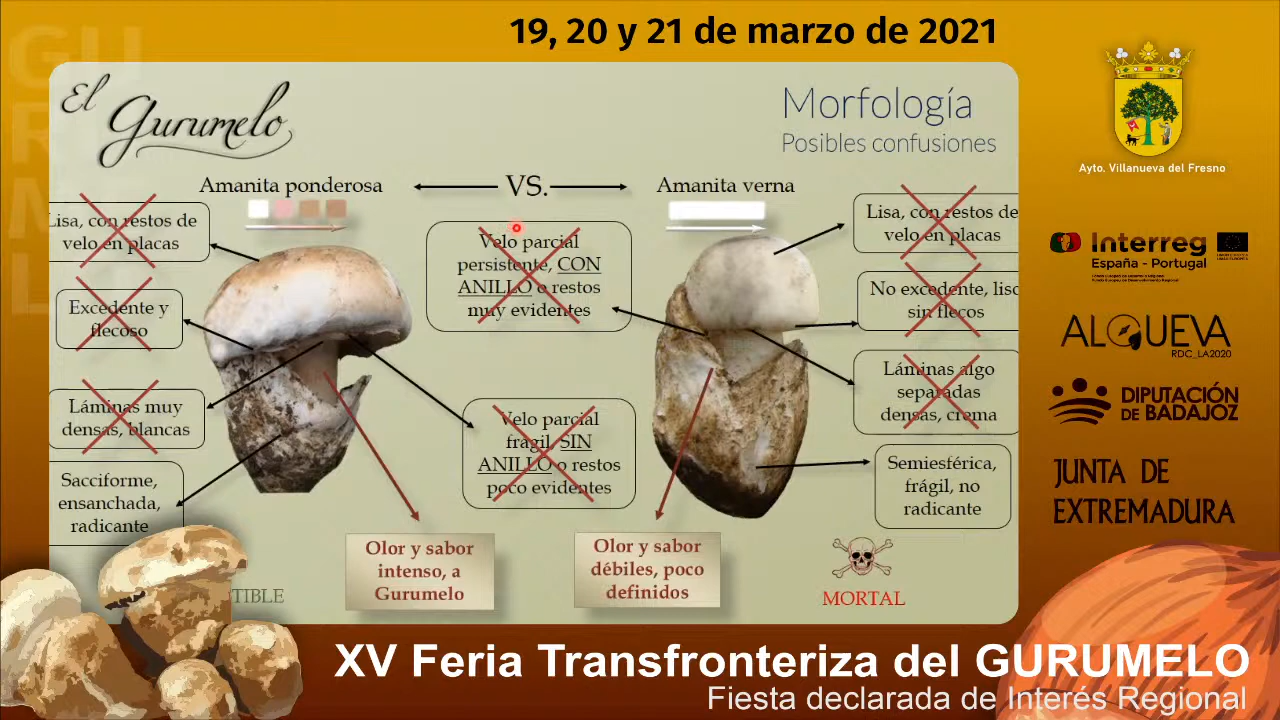 19, 20 y 21 de marzo de 2021
GU
R
M
L
El
Gurumelo
Morfología
Posibles confusiones
Amanita ponderosa
VS.
Amanita verna
Lisa, con restos de
velo en placas
Excedente y
flecoso
Láminas muy
densas, blancas
Sacciforme,
ensanchada,
radicante
Velo parcial
persistente, CON
ANILLO o restos
muy evidentes
Velo parcial
frágil, SIN
ANILLO o restos
poco evidentes
Lisa, con restos de
velo en placas
No excedente, liso
sin flecos
Láminas algo
separadas
densas, crema
Semiesférica,
frágil, no
radicante
Olor y sabor
intenso, a
Gurumelo
Olor y sabor
débiles, poco
definidos
TIBLE
MORTAL
Ayto. Villanueva del Fresno
Interreg
España - Portugal
ALQUEVA
RDC_LA2020
DIPUTACIÓN
DE BADAJOZ
JUNTA DE
EXTREMADURA
XV Feria Transfronteriza del GURUMELO
Fiesta declarada de Interés Regional